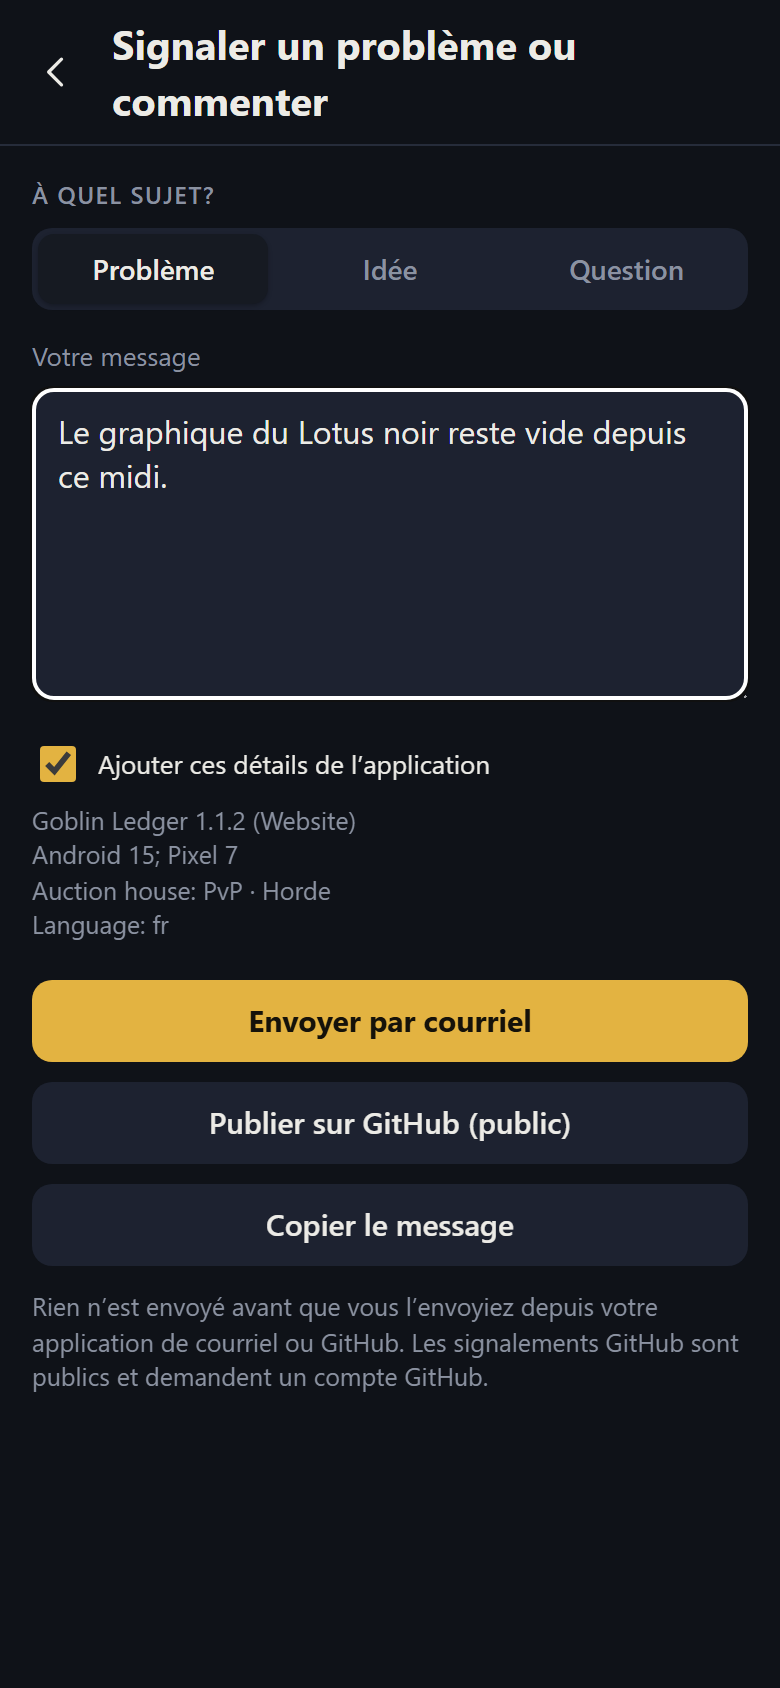 Signaler un problème ou
commenter
À QUEL SUJET?
Problème
Idée
Question
Votre message
Le graphique du Lotus noir reste vide depuis
ce midi.
Ajouter ces détails de l’application
Goblin Ledger 1.1.2 (Website)
Android 15; Pixel 7
Auction house: PvP · Horde
Language: fr
Envoyer par courriel
Publier sur GitHub (public)
Copier le message
Rien n’est envoyé avant que vous l’envoyiez depuis votre
application de courriel ou GitHub. Les signalements GitHub sont
publics et demandent un compte GitHub.